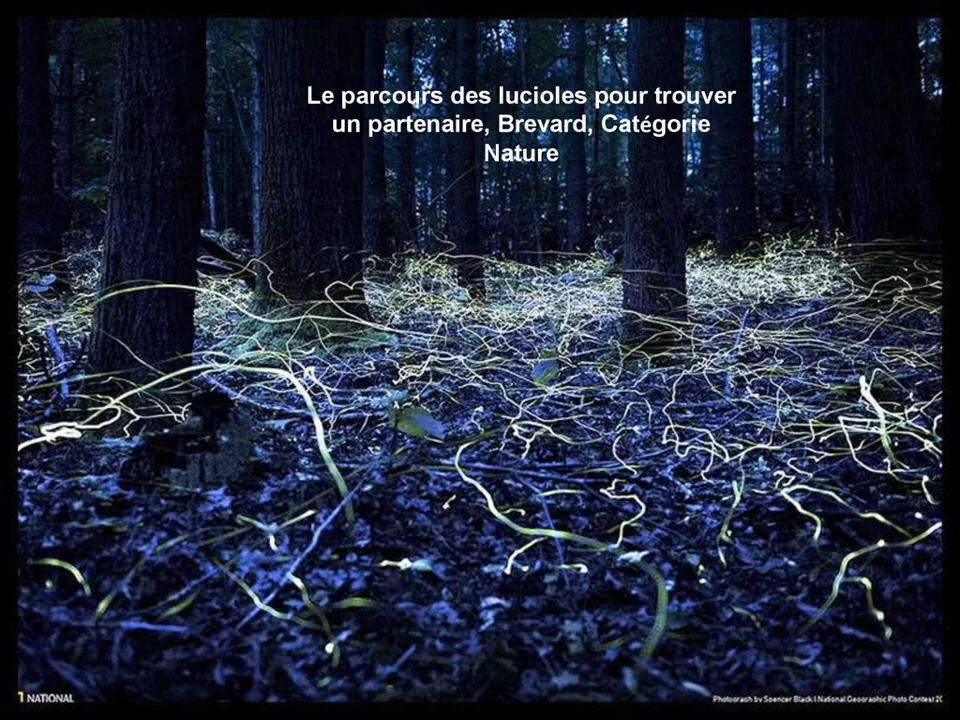 Le parcours des lucioles pour trouver
un partenaire, Brevard, Catégorie
Nature
NATIONAL
Photograph by Spencer Black | National Geographic Photo Contest 20